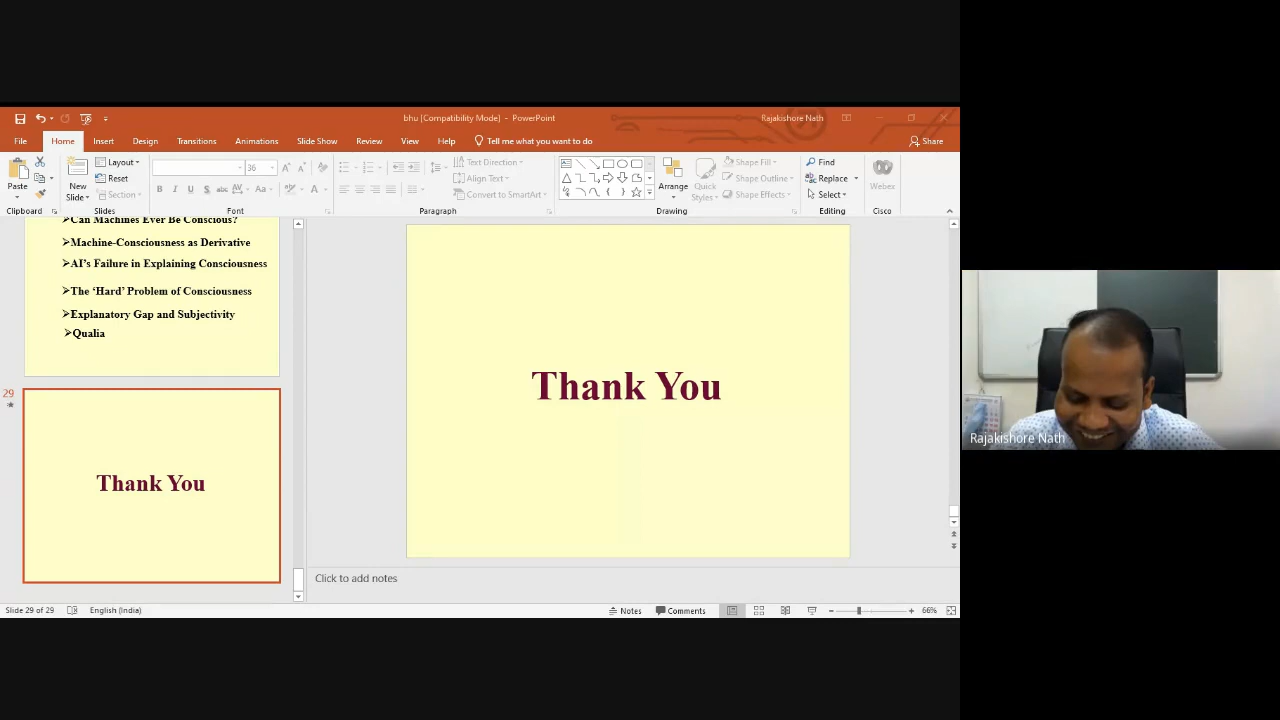 bhu [Compatibility Mode] - PowerPoint
Rajakishore Nath
File Home Insert Design Transitions Animations Slide Show Review View Help Tell me what you want to do Share
Paste
Clipboard
New
Slide
Layout
Reset
Section
Slides
36
B I U S abc AV Aa A
Font
Text Direction
Align Text
Convert to SmartArt
Paragraph
Arrange
Quick
Styles
Shape Fill
Shape Outline
Shape Effects
Drawing
Find
Replace
Select
Editing
Webex
Cisco
➢Can Machines Ever Be Conscious?
➢Machine-Consciousness as Derivative
➢AI's Failure in Explaining Consciousness
➢The ‘Hard’ Problem of Consciousness
➢Explanatory Gap and Subjectivity
➢Qualia
29
Thank You
Thank You
Click to add notes
Slide 29 of 29 English (India) Notes Comments 66%
Rajakishore Nath